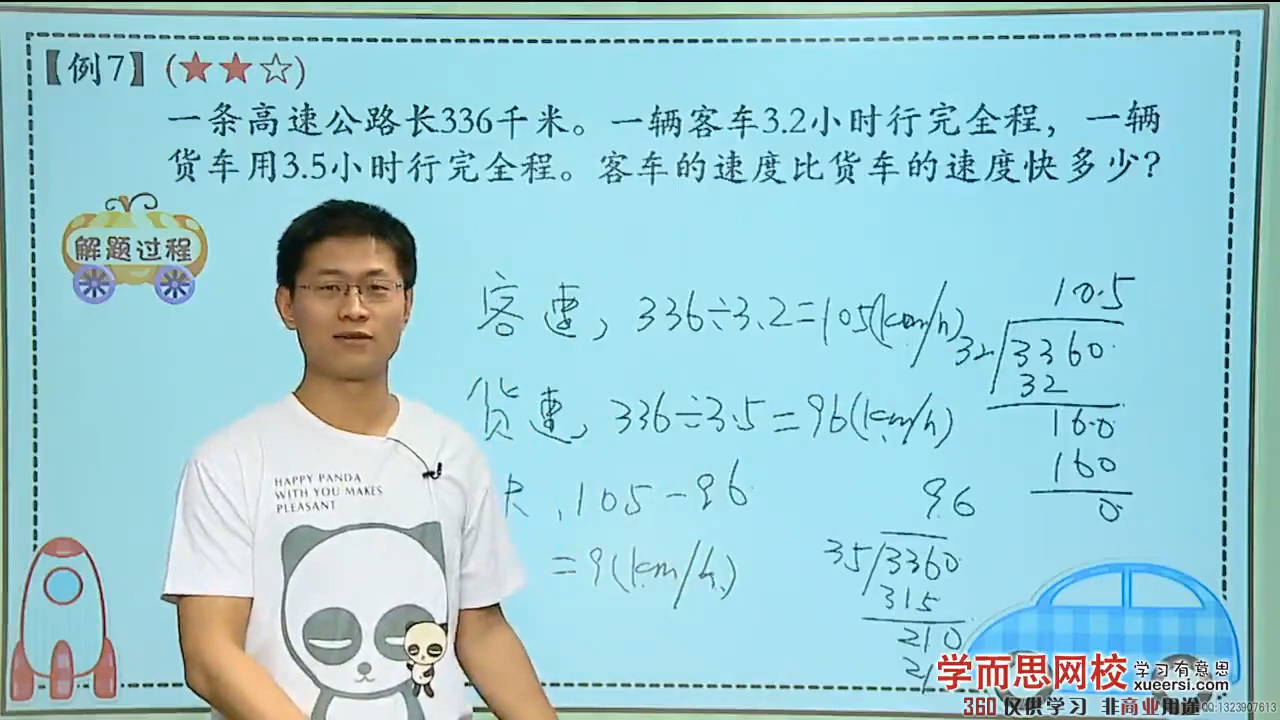 【例7】(★★☆)
一条高速公路长336千米。一辆客车3.2小时行完全程，一辆
货车用3.5小时行完全程。客车的速度比货车的速度快多少？
解题过程
客速, 336÷3.2=105(km/h)
货速, 336÷3.5=96(km/h)
105-96
=9(km/h)
10.5
32 3360
32
160
160
0
96
35 3360
315
210
HAPPY PANDA
WITH YOU MAKES
PLEASANT
学而思网校 学习有意思
xueersi.com
360 仅供学习 非商业用途 QQ:1323907613